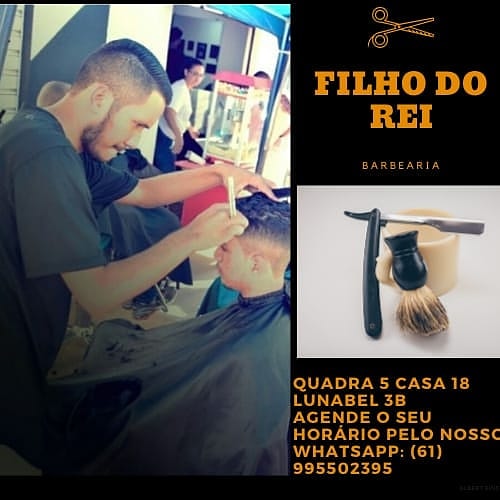 FILHO DO
REI
BARBEARIA
QUADRA 5 CASA 18
LUNABEL 3B
AGENDE O SEU
HORÁRIO PELO NOSSO
WHATSAPP: (61)
995502395